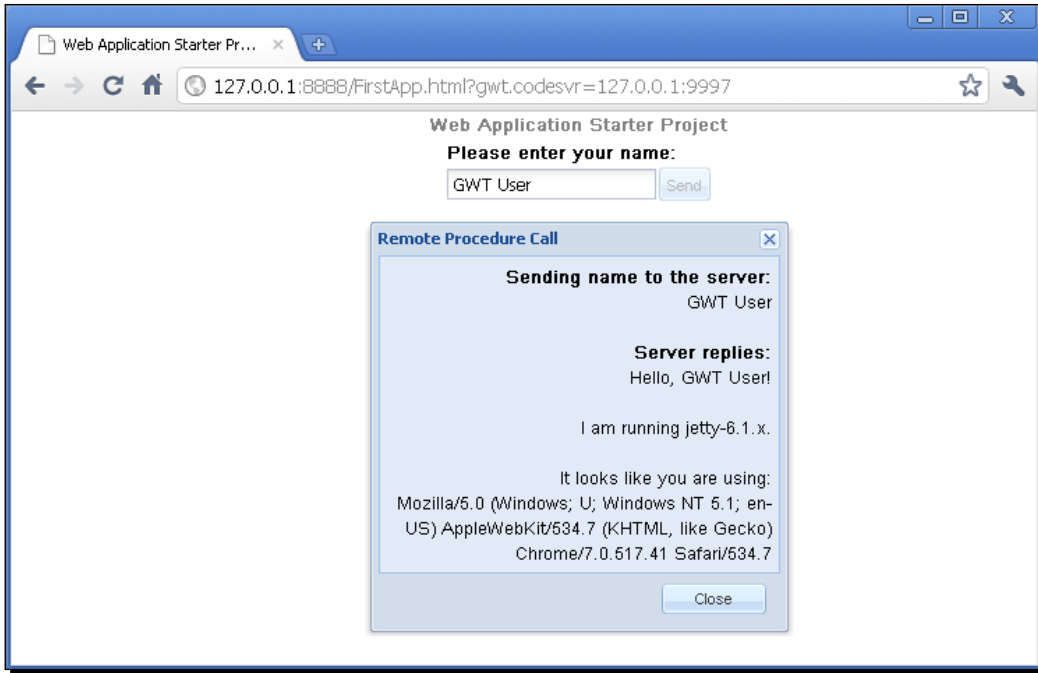 Web Application Starter Pr...
127.0.0.1:8888/FirstApp.html?gwt.codesvr=127.0.0.1:9997
Web Application Starter Project
Please enter your name:
GWT User
Send
Remote Procedure Call
Sending name to the server:
GWT User
Server replies:
Hello, GWT User!
I am running jetty-6.1.x.
It looks like you are using:
Mozilla/5.0 (Windows; U; Windows NT 5.1; en-
US) AppleWebKit/534.7 (KHTML, like Gecko)
Chrome/7.0.517.41 Safari/534.7
Close